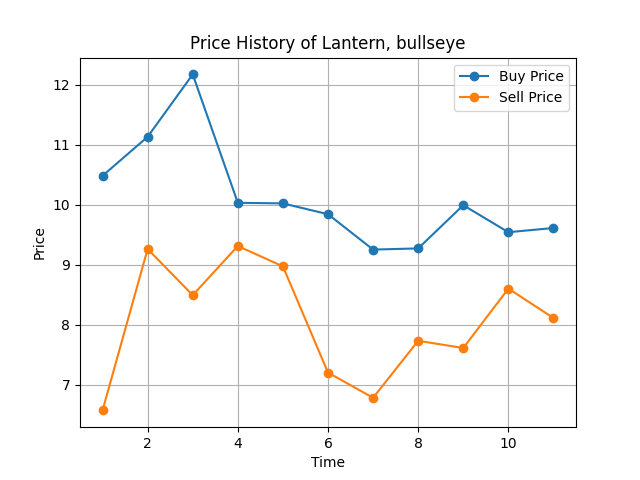 Price History of Lantern, bullseye
Buy Price
Sell Price
12
11
10
9
8
7
Price
2 4 6 8 10
Time